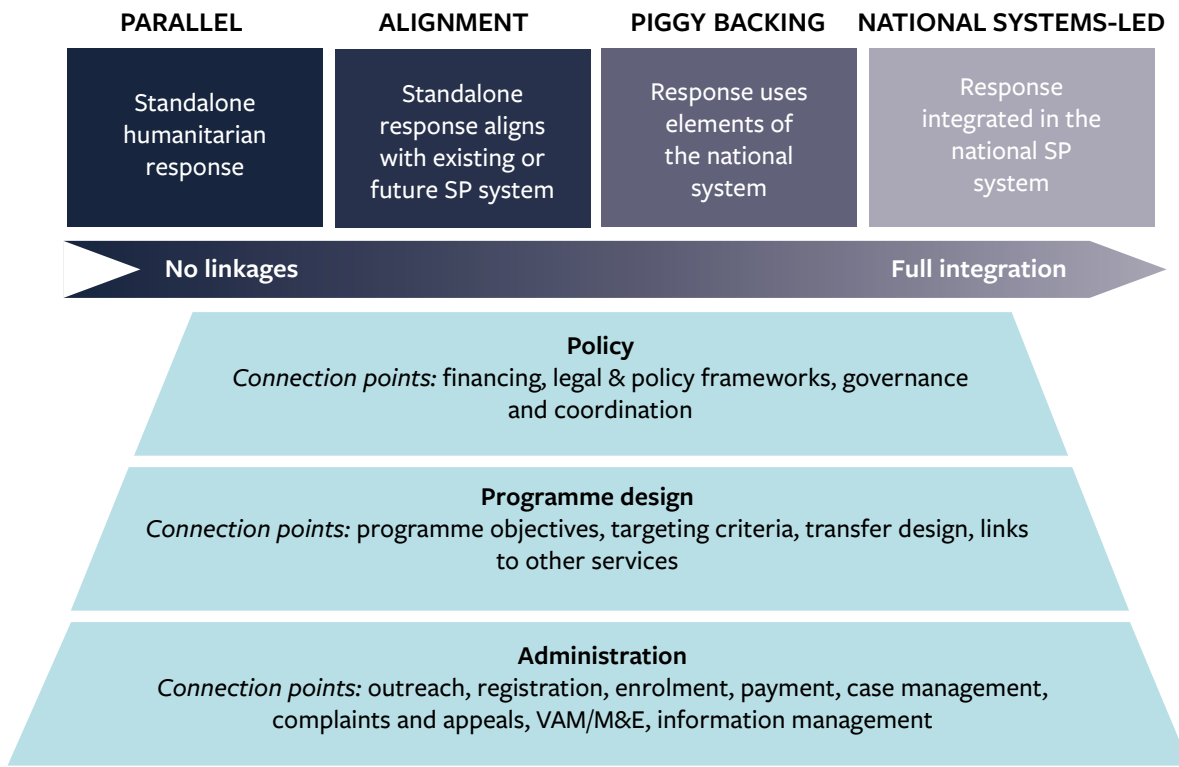 PARALLEL
Standalone
humanitarian
response
ALIGNMENT
Standalone
response aligns
with existing or
future SP system
PIGGY BACKING
Response uses
elements of
the national
system
NATIONAL SYSTEMS-LED
Response
integrated in the
national SP
system
No linkages
Full integration
Policy
Connection points: financing, legal & policy frameworks, governance
and coordination
Programme design
Connection points: programme objectives, targeting criteria, transfer design, links
to other services
Administration
Connection points: outreach, registration, enrolment, payment, case management,
complaints and appeals, VAM/M&E, information management